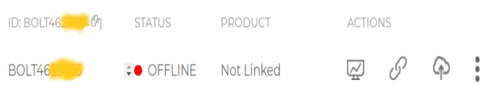 ID: BOLT46 STATUS PRODUCT ACTIONS
BOLT46 OFFLINE Not Linked